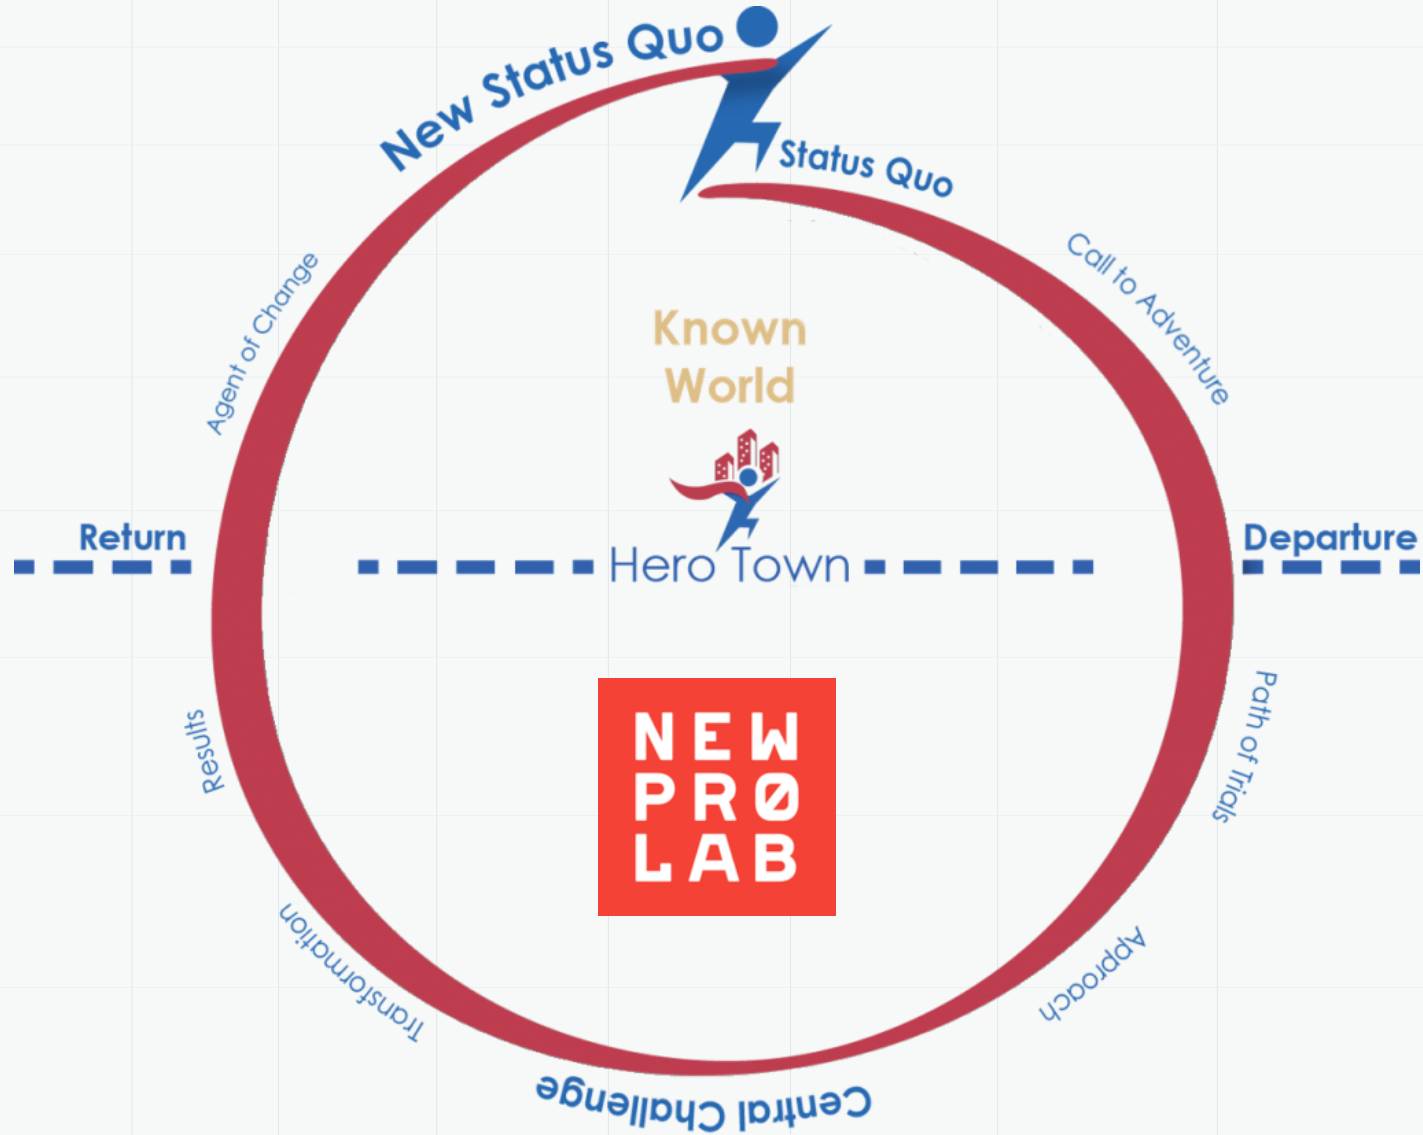 New Status Quo
Status Quo
Call to Adventure
Agent of Change
Known
World
Return
Hero Town
Departure
Path of Trials
Results
NEW
PRØ
LAB
Approach
Transformation
Central Challenge